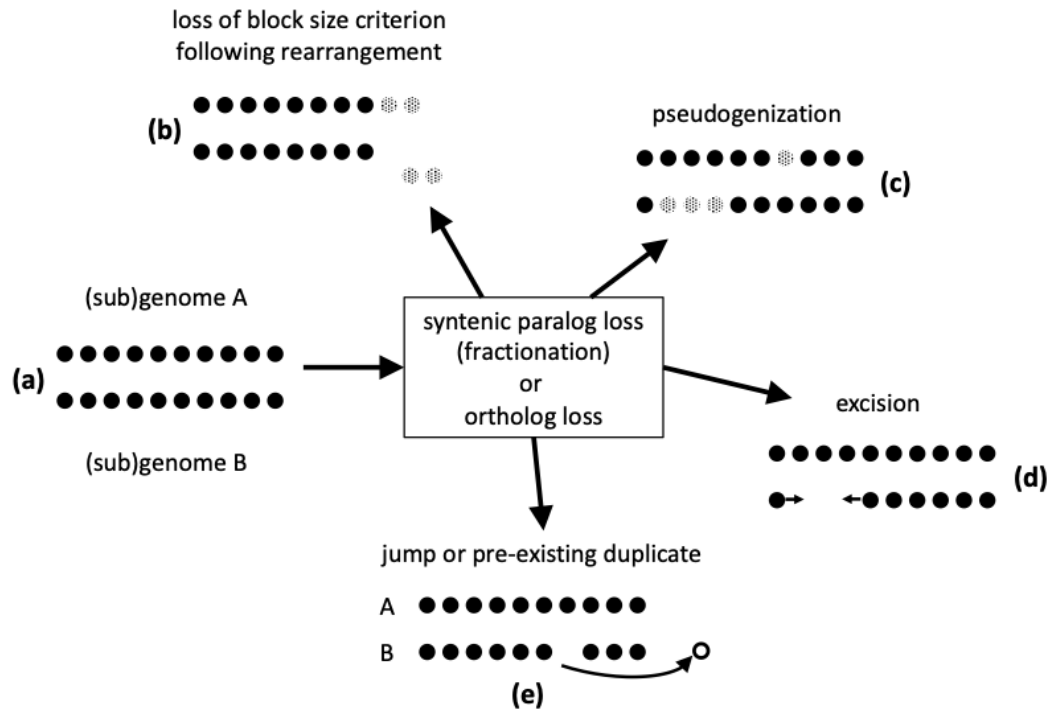 loss of block size criterion
following rearrangement
(b)
pseudogenization
(c)
(sub)genome A
(a)
(sub)genome B
syntenic paralog loss
(fractionation)
or
ortholog loss
excision
(d)
jump or pre-existing duplicate
A
B
(e)